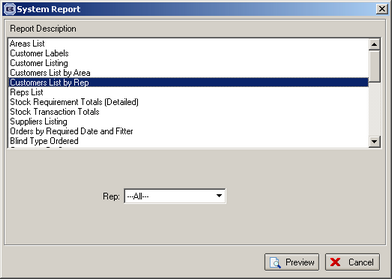 System Report
Report Description
Areas List
Customer Labels
Customer Listing
Customers List by Area
Customers List by Rep
Reps List
Stock Requirement Totals (Detailed)
Stock Transaction Totals
Suppliers Listing
Orders by Required Date and Fitter
Blind Type Ordered
Rep: ---All---
Preview Cancel